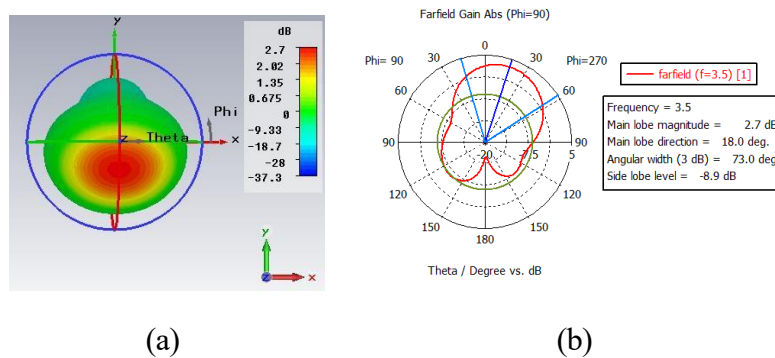 y
dB
2.7
2.02
1.35
0.675
0
-9.33
-18.7
-28
-37.3
Phi
z Theta
x
y
z x
(a)
Farfield Gain Abs (Phi=90)
0
30 30
Phi= 90 Phi=270
60 60
90 -20 -15 5 90
120 120
150 150
180
Theta / Degree vs. dB
farfield (f=3.5) [1]
Frequency = 3.5
Main lobe magnitude = 2.7 dB
Main lobe direction = 18.0 deg.
Angular width (3 dB) = 73.0 deg
Side lobe level = -8.9 dB
(b)